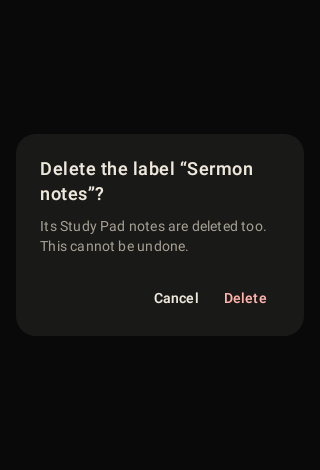 Delete the label “Sermon
notes”?
Its Study Pad notes are deleted too.
This cannot be undone.
Cancel Delete